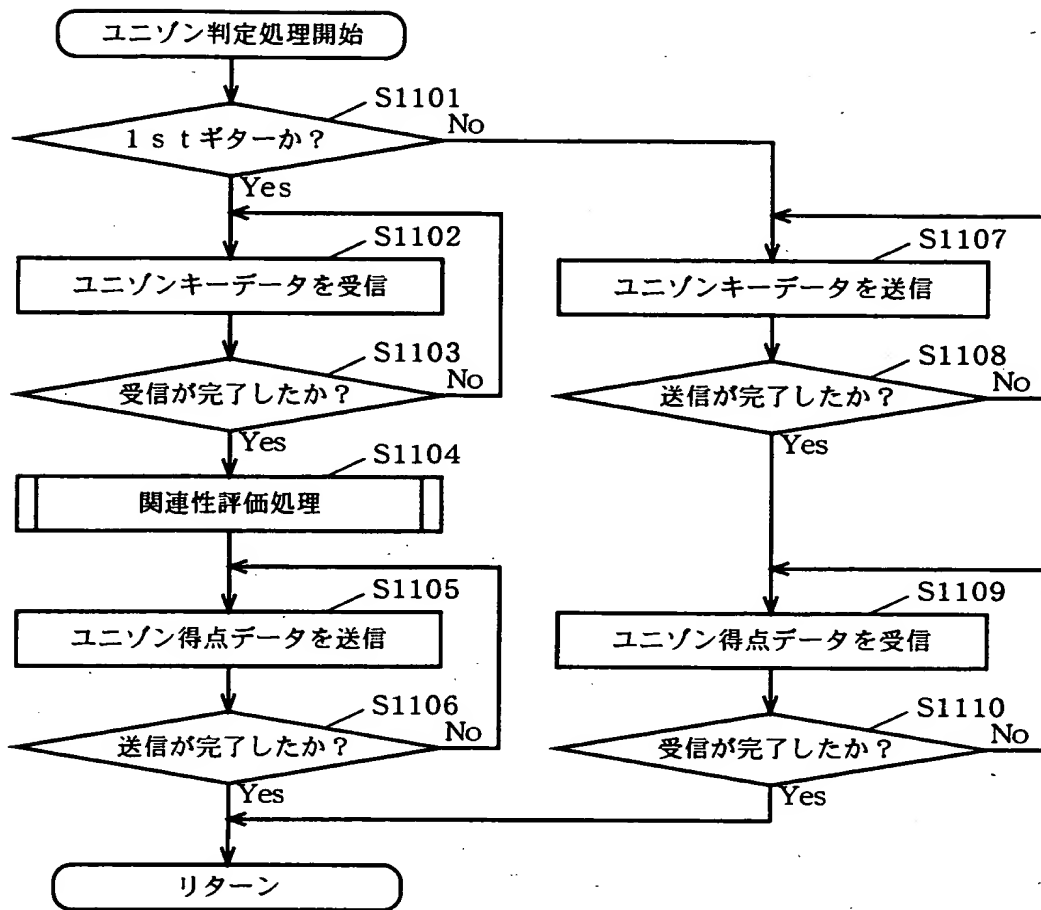 ユニゾン判定処理開始
S1101
1stギターか?
No
Yes
S1102
ユニゾンキーデータを受信
S1103
受信が完了したか?
No
Yes
S1104
関連性評価処理
S1105
ユニゾン得点データを送信
S1106
送信が完了したか?
No
Yes
S1107
ユニゾンキーデータを送信
S1108
送信が完了したか?
No
Yes
S1109
ユニゾン得点データを受信
S1110
受信が完了したか?
No
Yes
リターン